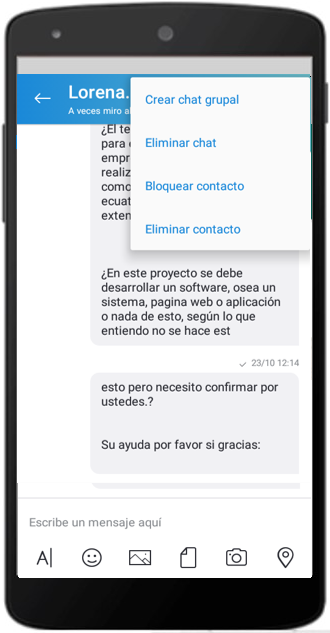 Lorena.
A veces miro a
Crear chat grupal
Eliminar chat
Bloquear contacto
Eliminar contacto
¿El te
para
empr
realiz
como
ecuat
exten
¿En este proyecto se debe
desarrollar un software, osea un
sistema, pagina web o aplicación
o nada de esto, según lo que
entiendo no se hace est
23/10 12:14
esto pero necesito confirmar por
ustedes.?
Su ayuda por favor si gracias:
Escribe un mensaje aquí
A